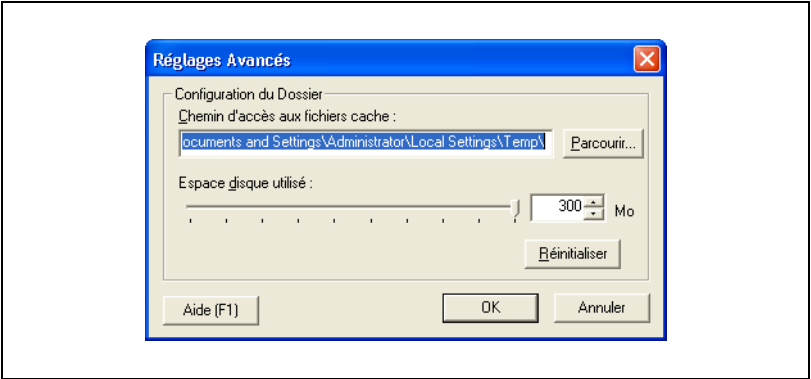 Réglages Avancés
Configuration du Dossier
Chemin d'accès aux fichiers cache :
ocuments and Settings\Administrator\Local Settings\Temp\
Parcourir...
Espace disque utilisé :
300 Mo
Réinitialiser
Aide (F1) OK Annuler